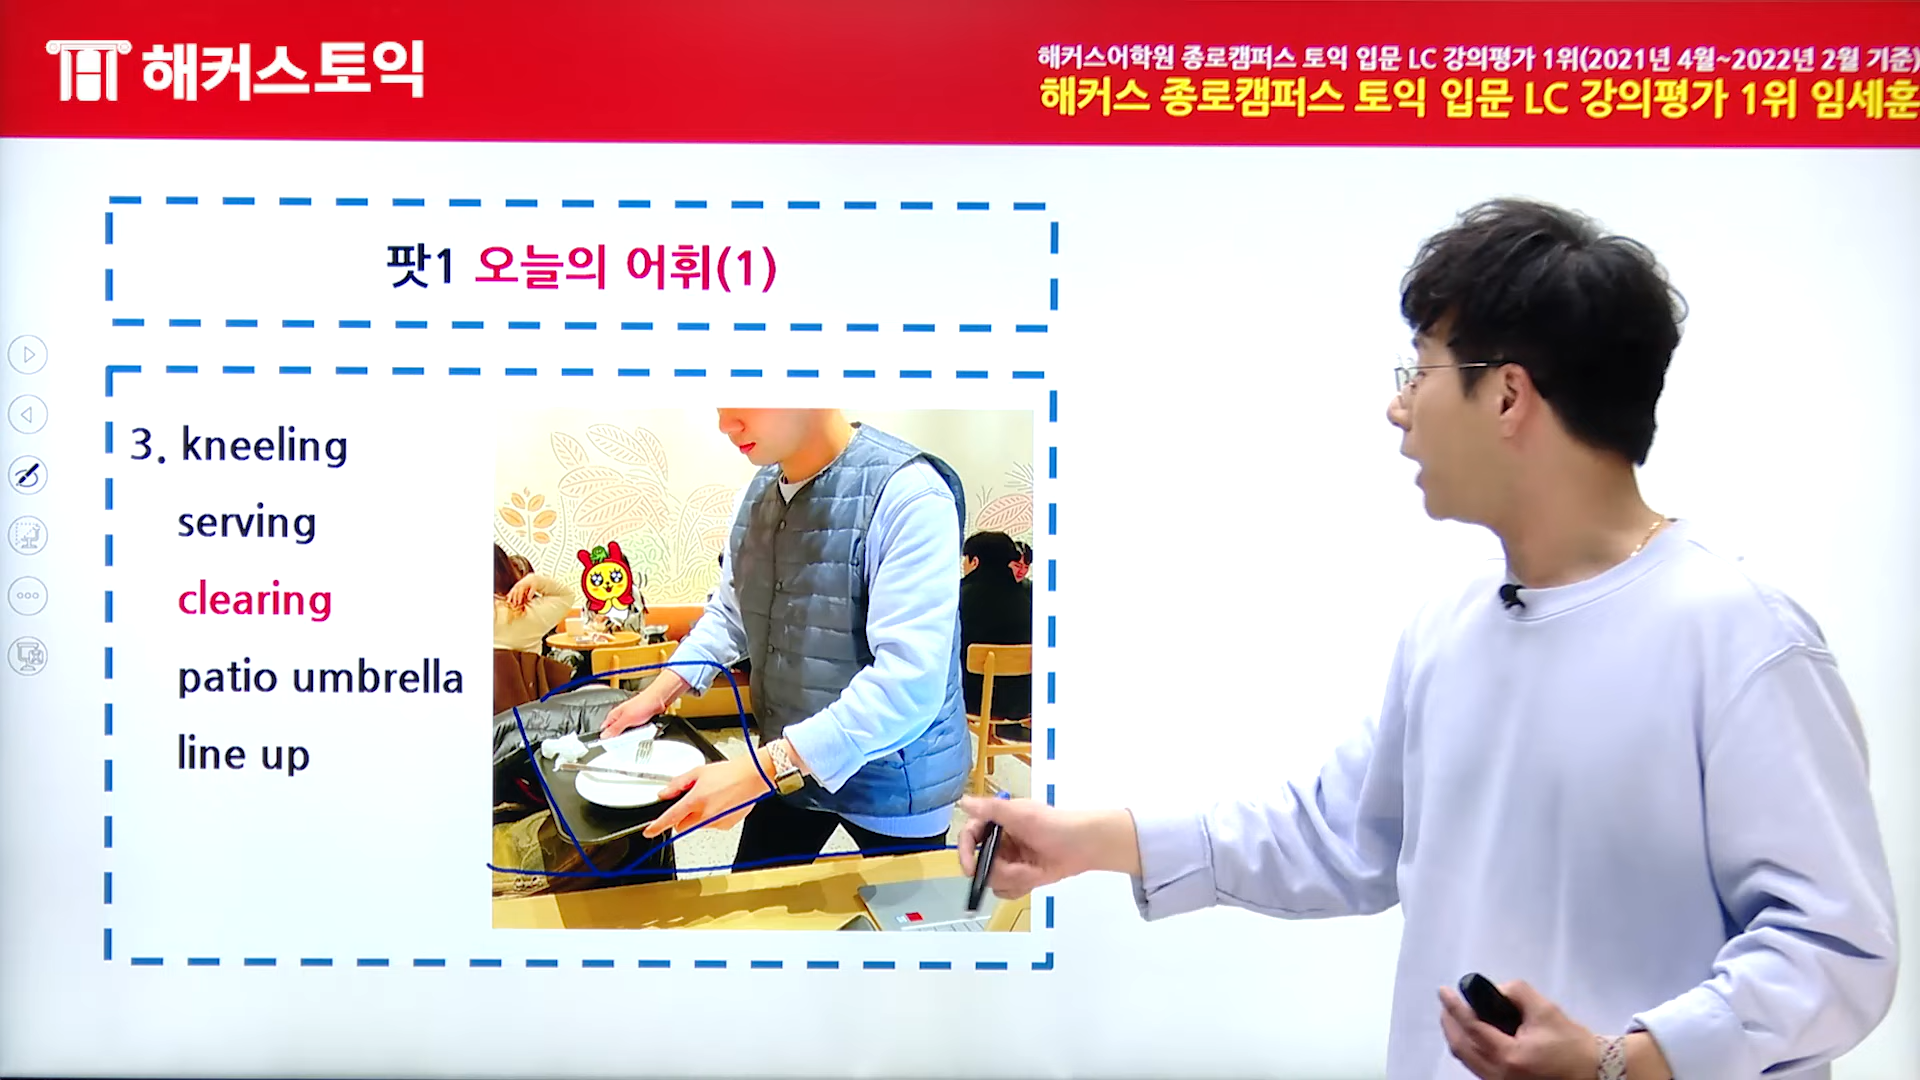 해커스토익
해커스어학원 종로캠퍼스 토익 입문 LC 강의평가 1위(2021년 4월~2022년 2월 기준)
해커스 종로캠퍼스 토익 입문 LC 강의평가 1위 임세훈
팟1 오늘의 어휘(1)
3. kneeling
serving
clearing
patio umbrella
line up